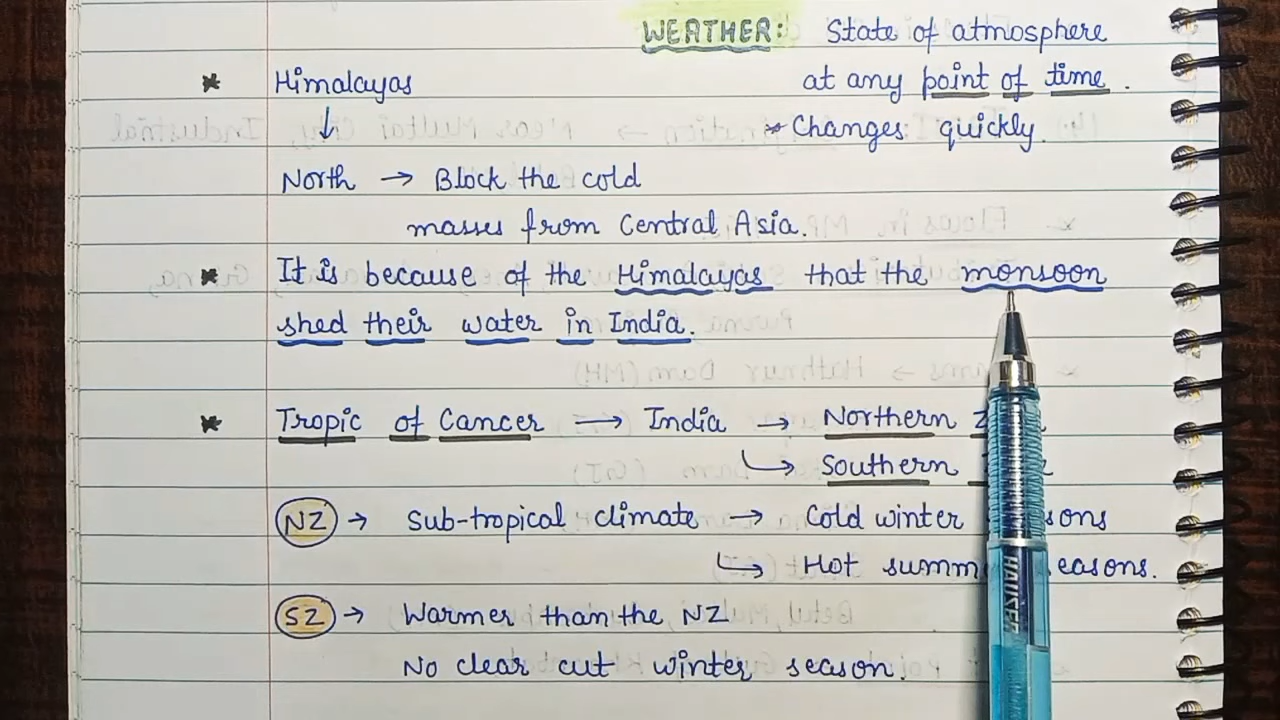 WEATHER: State of atmosphere
at any point of time.
* Changes quickly.
* Himalayas
↓
North → Block the cold
masses from Central Asia.
* It is because of the Himalayas that the monsoon
shed their water in India.
* Tropic of Cancer → India → Northern
↳ Southern
NZ → Sub-tropical climate → Cold winter
↳ Hot seasons.
SZ → Warmer than the NZ
No clear cut winter season.
HAUSER